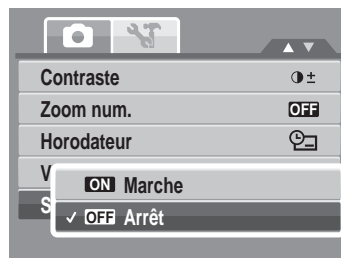 Contraste
Zoom num. OFF
Horodateur
V
ON Marche
S
OFF Arrêt